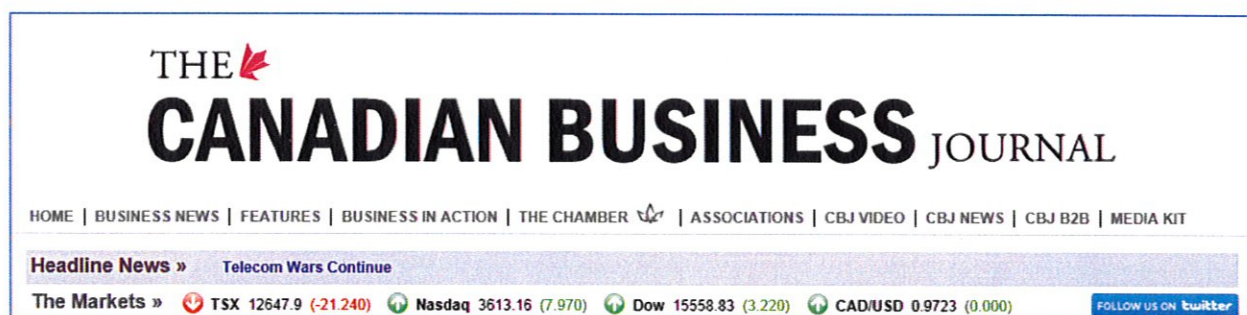 THE
CANADIAN BUSINESS JOURNAL
HOME | BUSINESS NEWS | FEATURES | BUSINESS IN ACTION | THE CHAMBER | ASSOCIATIONS | CBJ VIDEO | CBJ NEWS | CBJ B2B | MEDIA KIT
Headline News » Telecom Wars Continue
The Markets » TSX 12647.9 (-21.240) Nasdaq 3613.16 (7.970) Dow 15558.83 (3.220) CAD/USD 0.9723 (0.000) FOLLOW US ON twitter